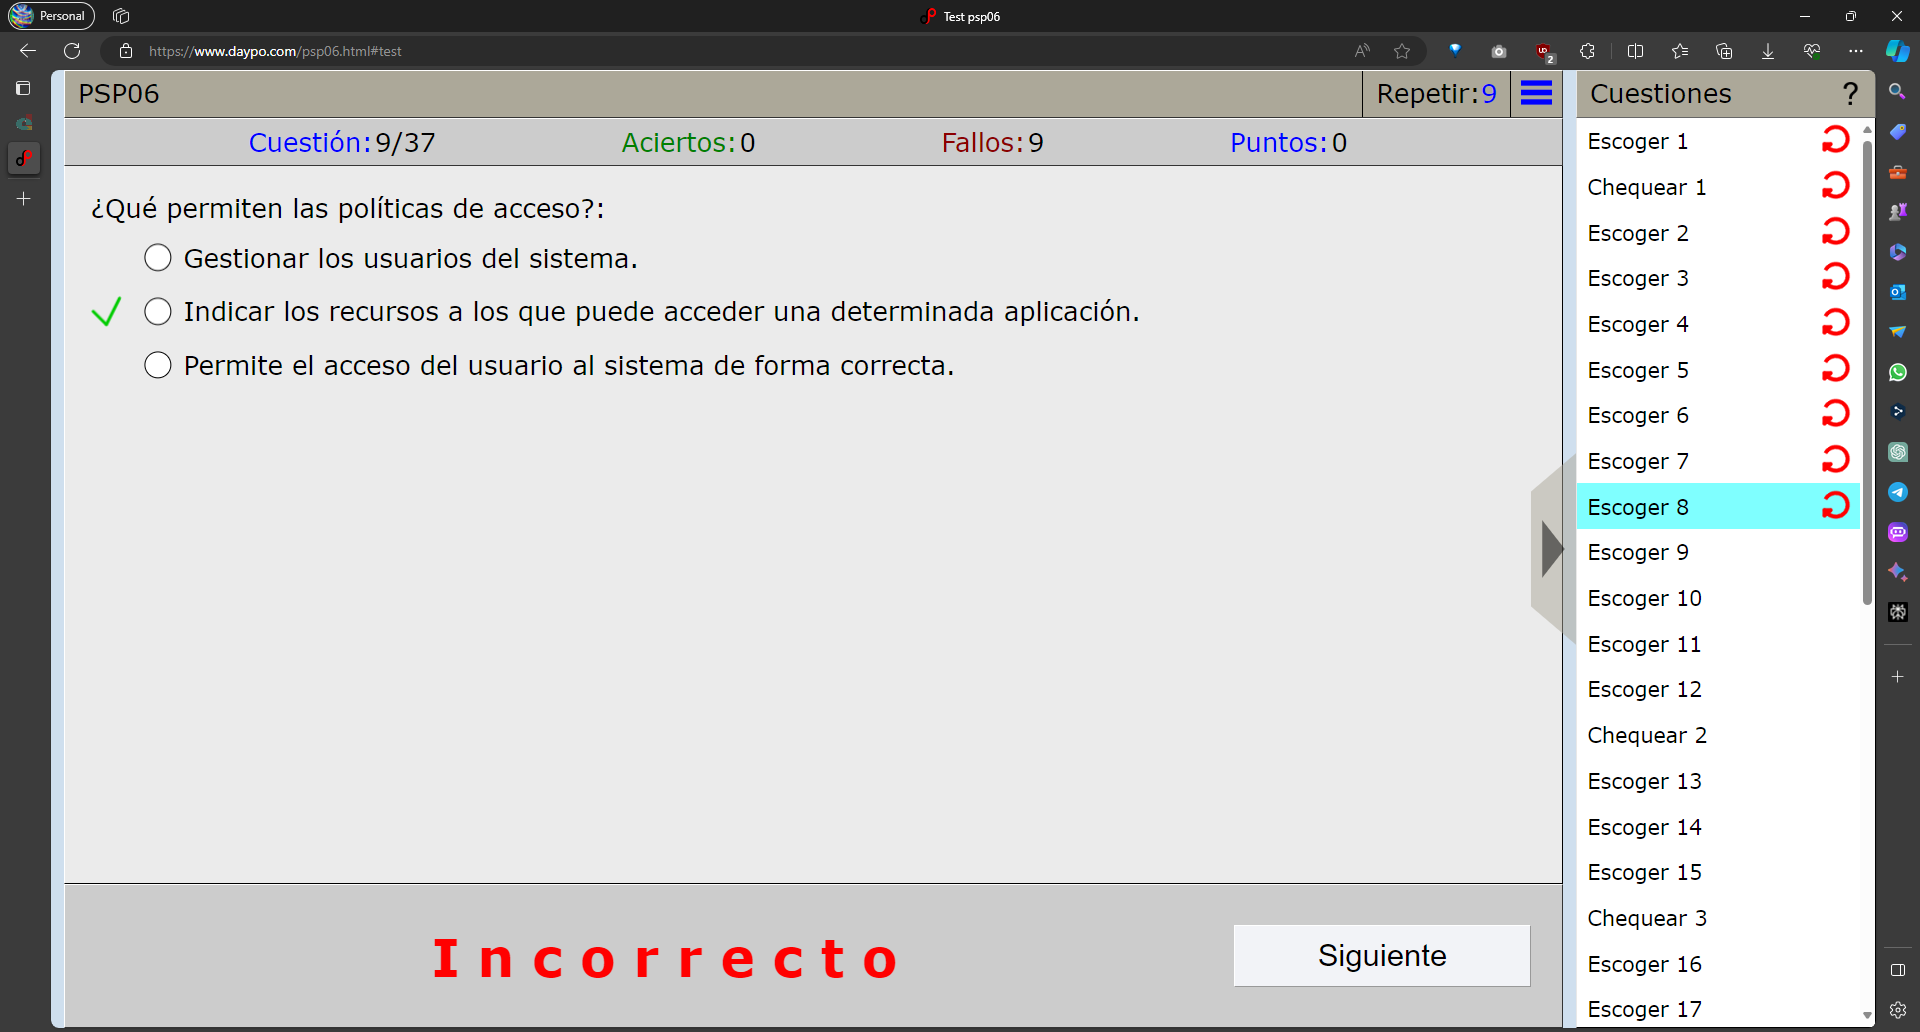 Personal
Test psp06
https://www.daypo.com/psp06.html#test
PSP06
Repetir:9
Cuestiones
?
Cuestión:9/37
Aciertos:0
Fallos:9
Puntos:0
¿Qué permiten las políticas de acceso?:
Gestionar los usuarios del sistema.
Indicar los recursos a los que puede acceder una determinada aplicación.
Permite el acceso del usuario al sistema de forma correcta.
Incorrecto
Siguiente
Escoger 1
Chequear 1
Escoger 2
Escoger 3
Escoger 4
Escoger 5
Escoger 6
Escoger 7
Escoger 8
Escoger 9
Escoger 10
Escoger 11
Escoger 12
Chequear 2
Escoger 13
Escoger 14
Escoger 15
Chequear 3
Escoger 16
Escoger 17